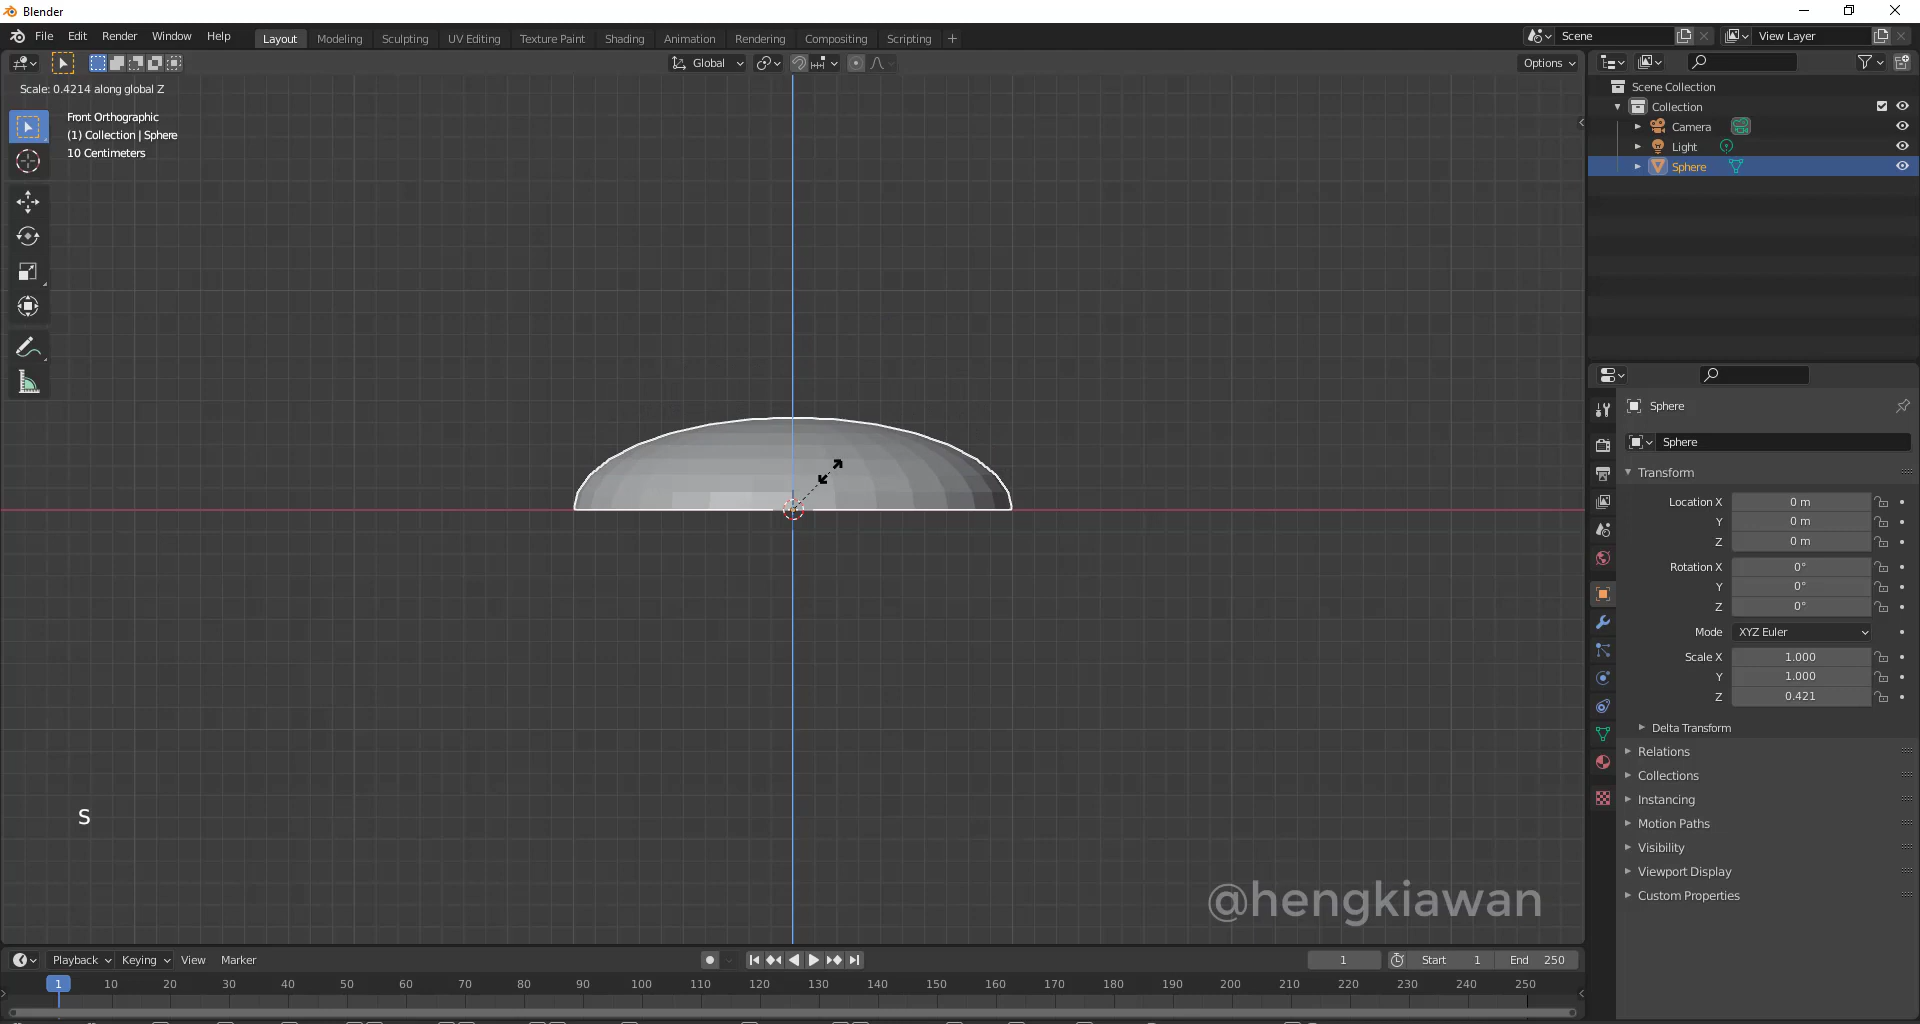 Blender
File Edit Render Window Help Layout Modeling Sculpting UV Editing Texture Paint Shading Animation Rendering Compositing Scripting + Scene View Layer
Global Options
Scale: 0.4214 along global Z
Front Orthographic
(1) Collection | Sphere
10 Centimeters
Scene Collection
Collection
Camera
Light
Sphere
Sphere
Sphere
Transform
Location X 0 m
Y 0 m
Z 0 m
Rotation X 0°
Y 0°
Z 0°
Mode XYZ Euler
Scale X 1.000
Y 1.000
Z 0.421
Delta Transform
Relations
Collections
Instancing
Motion Paths
Visibility
Viewport Display
Custom Properties
S
@hengkiawan
Playback Keying View Marker 1 Start 1 End 250
1 10 20 30 40 50 60 70 80 90 100 110 120 130 140 150 160 170 180 190 200 210 220 230 240 250